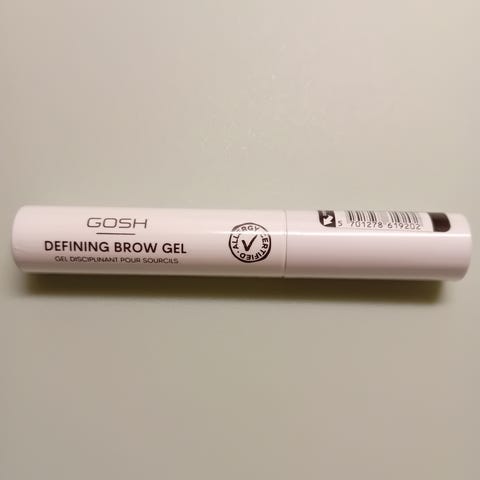 GOSH
DEFINING BROW GEL
GEL DISCIPLINANT POUR SOURCILS
ALLERGY CERTIFIED
5 701278 619202